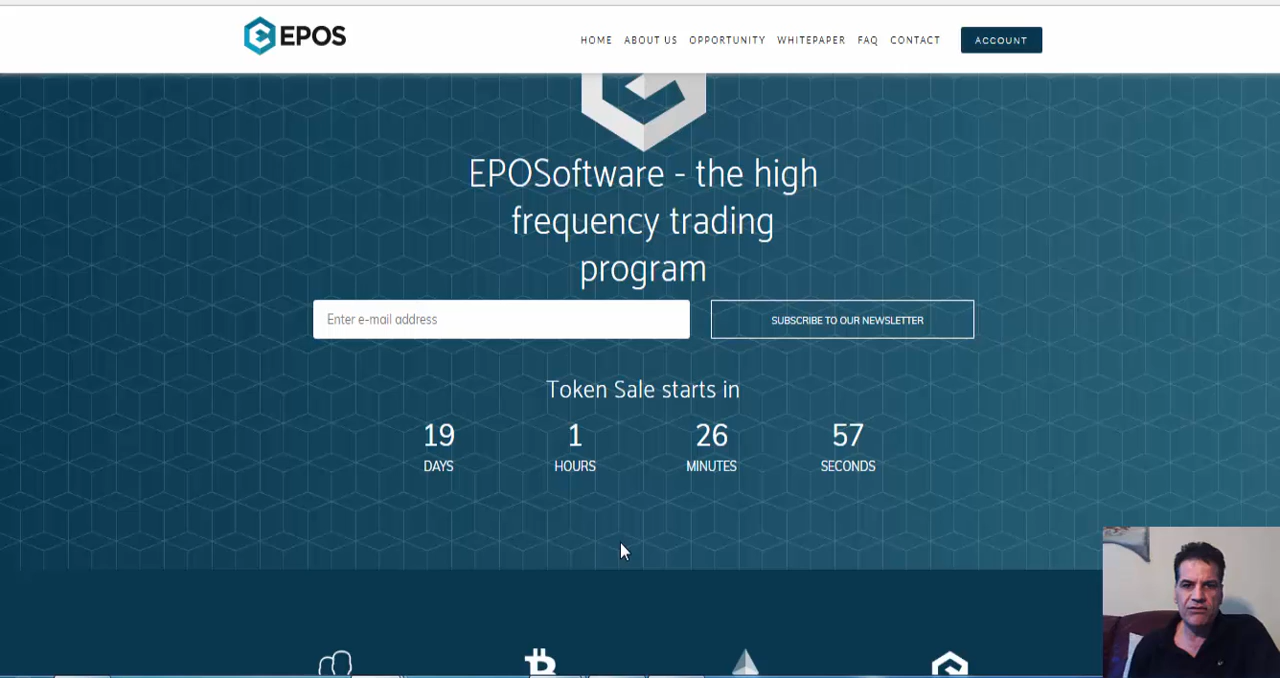 EPOS
HOME ABOUT US OPPORTUNITY WHITEPAPER FAQ CONTACT ACCOUNT
EPOSoftware - the high
frequency trading
program
Enter e-mail address
SUBSCRIBE TO OUR NEWSLETTER
Token Sale starts in
19 1 26 57
DAYS HOURS MINUTES SECONDS